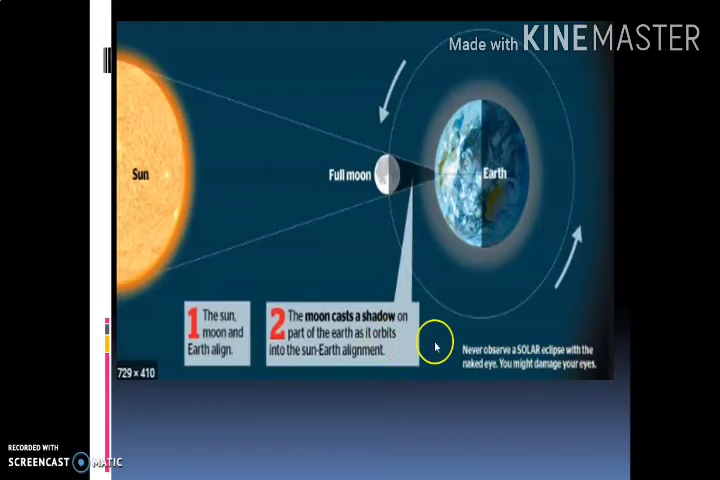 Made with KINEMASTER
Sun
Full moon
Earth
1 The sun,
moon and
Earth align.
2 The moon casts a shadow on
part of the earth as it orbits
into the sun-Earth alignment.
Never observe a SOLAR eclipse with the
naked eye. You might damage your eyes.
729 × 410
RECORDED WITH
SCREENCAST MATIC